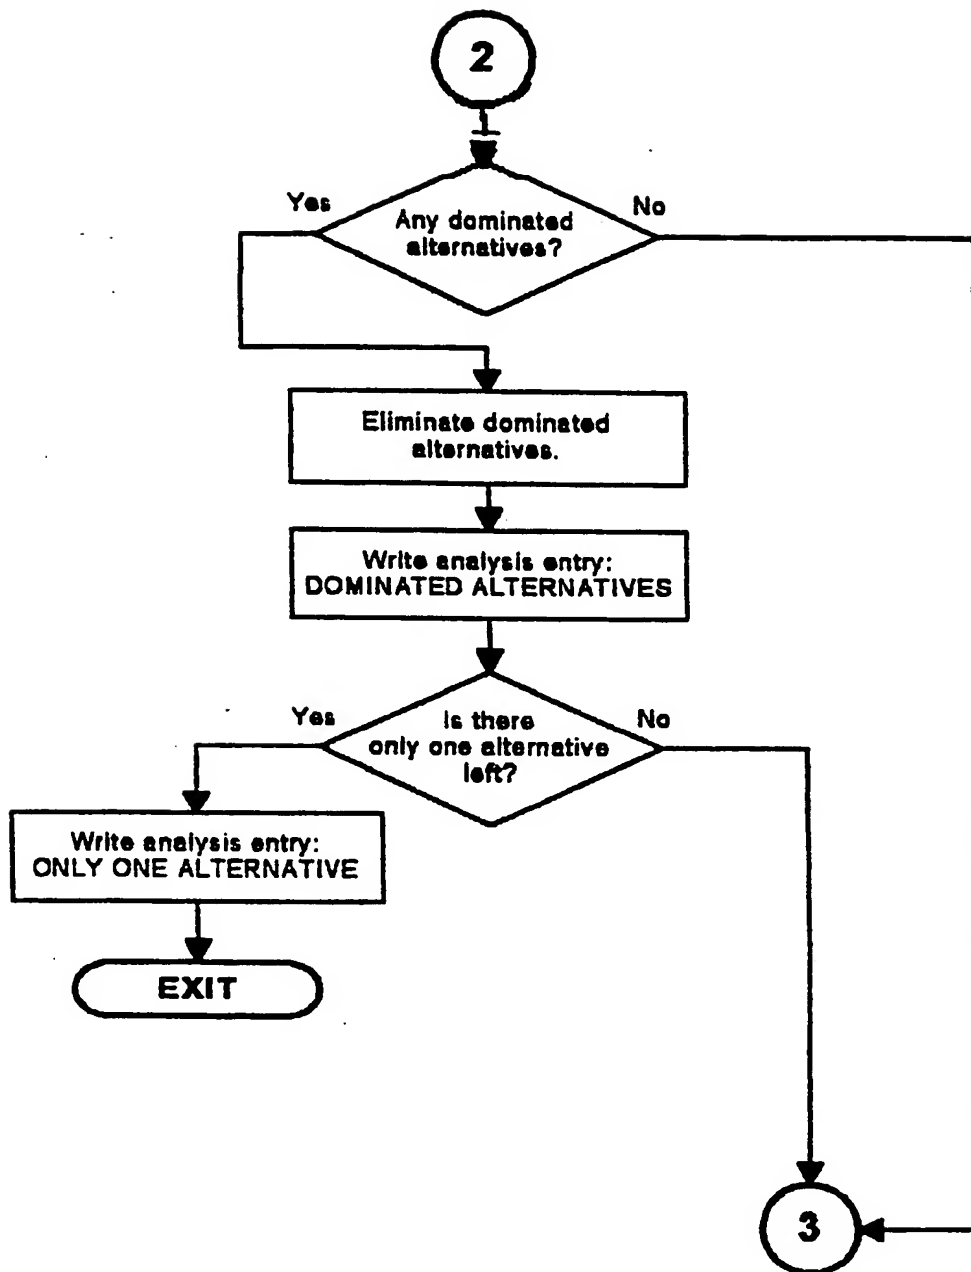 2
Yes
No
Any dominated
alternatives?
Eliminate dominated
alternatives.
Write analysis entry:
DOMINATED ALTERNATIVES
Yes
No
Is there
only one alternative
left?
Write analysis entry:
ONLY ONE ALTERNATIVE
EXIT
3